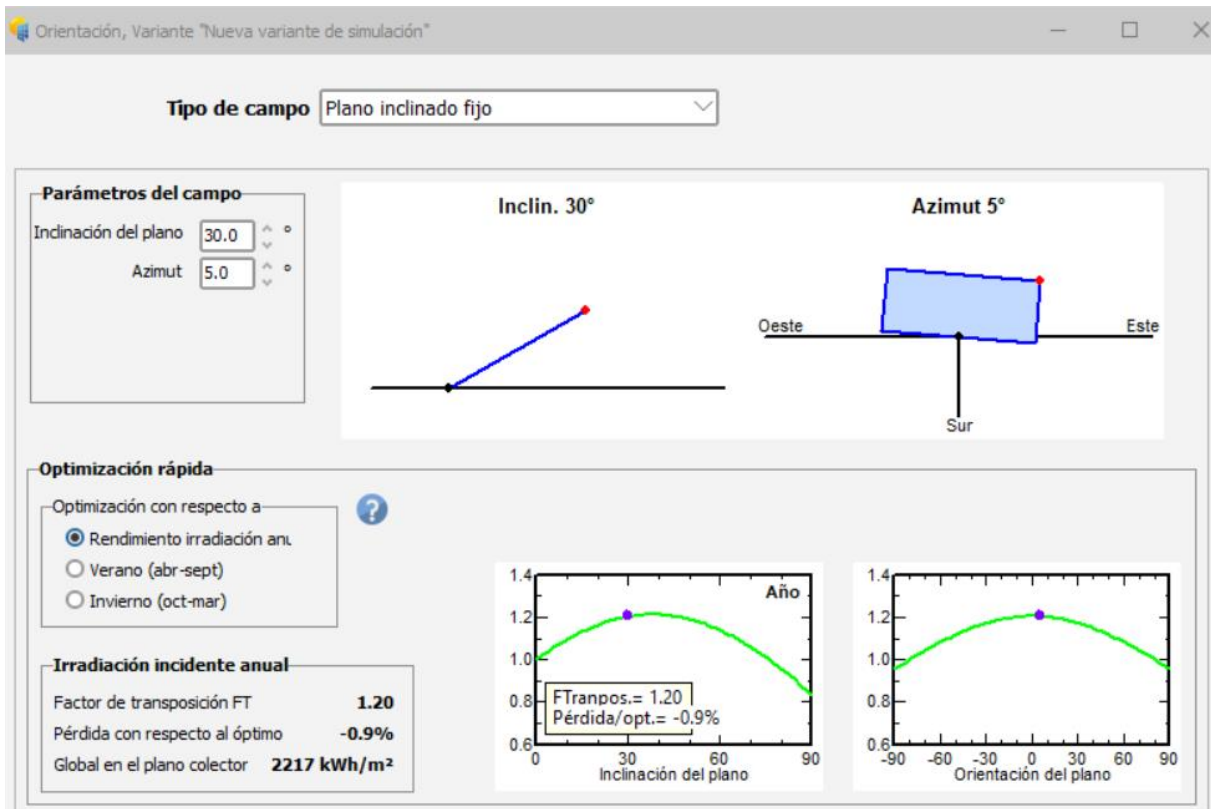 Orientación, Variante "Nueva variante de simulación"
Tipo de campo Plano inclinado fijo
Parámetros del campo
Inclinación del plano 30.0 °
Azimut 5.0 °
Inclin. 30°
Azimut 5°
Oeste
Este
Sur
Optimización rápida
Optimización con respecto a
Rendimiento irradiación anu
Verano (abr-sept)
Invierno (oct-mar)
Irradiación incidente anual
Factor de transposición FT 1.20
Pérdida con respecto al óptimo -0.9%
Global en el plano colector 2217 kWh/m²
1.4
1.2
1.0
0.8
0.6
Año
FTranpos.= 1.20
Pérdida/opt.= -0.9%
0 30 60 90
Inclinación del plano
1.4
1.2
1.0
0.8
0.6
-90 -60 -30 0 30 60 90
Orientación del plano